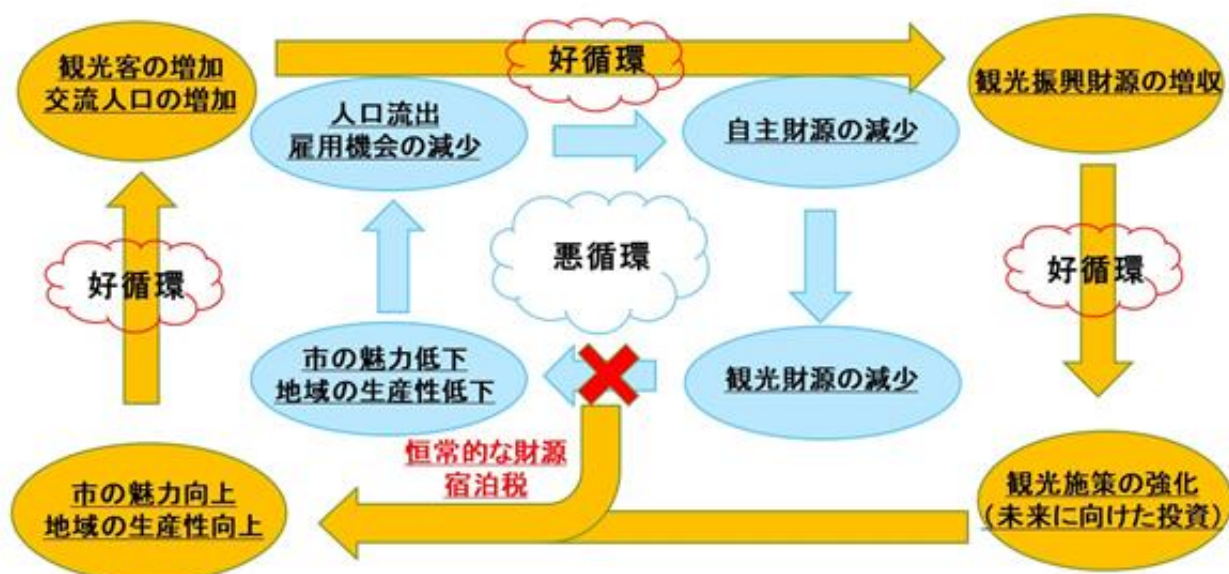 観光客の増加
交流人口の増加
好循環
観光振興財源の増収
人口流出
雇用機会の減少
自主財源の減少
好循環
悪循環
好循環
市の魅力低下
地域の生産性低下
観光財源の減少
恒常的な財源
宿泊税
市の魅力向上
地域の生産性向上
観光施策の強化
（未来に向けた投資）